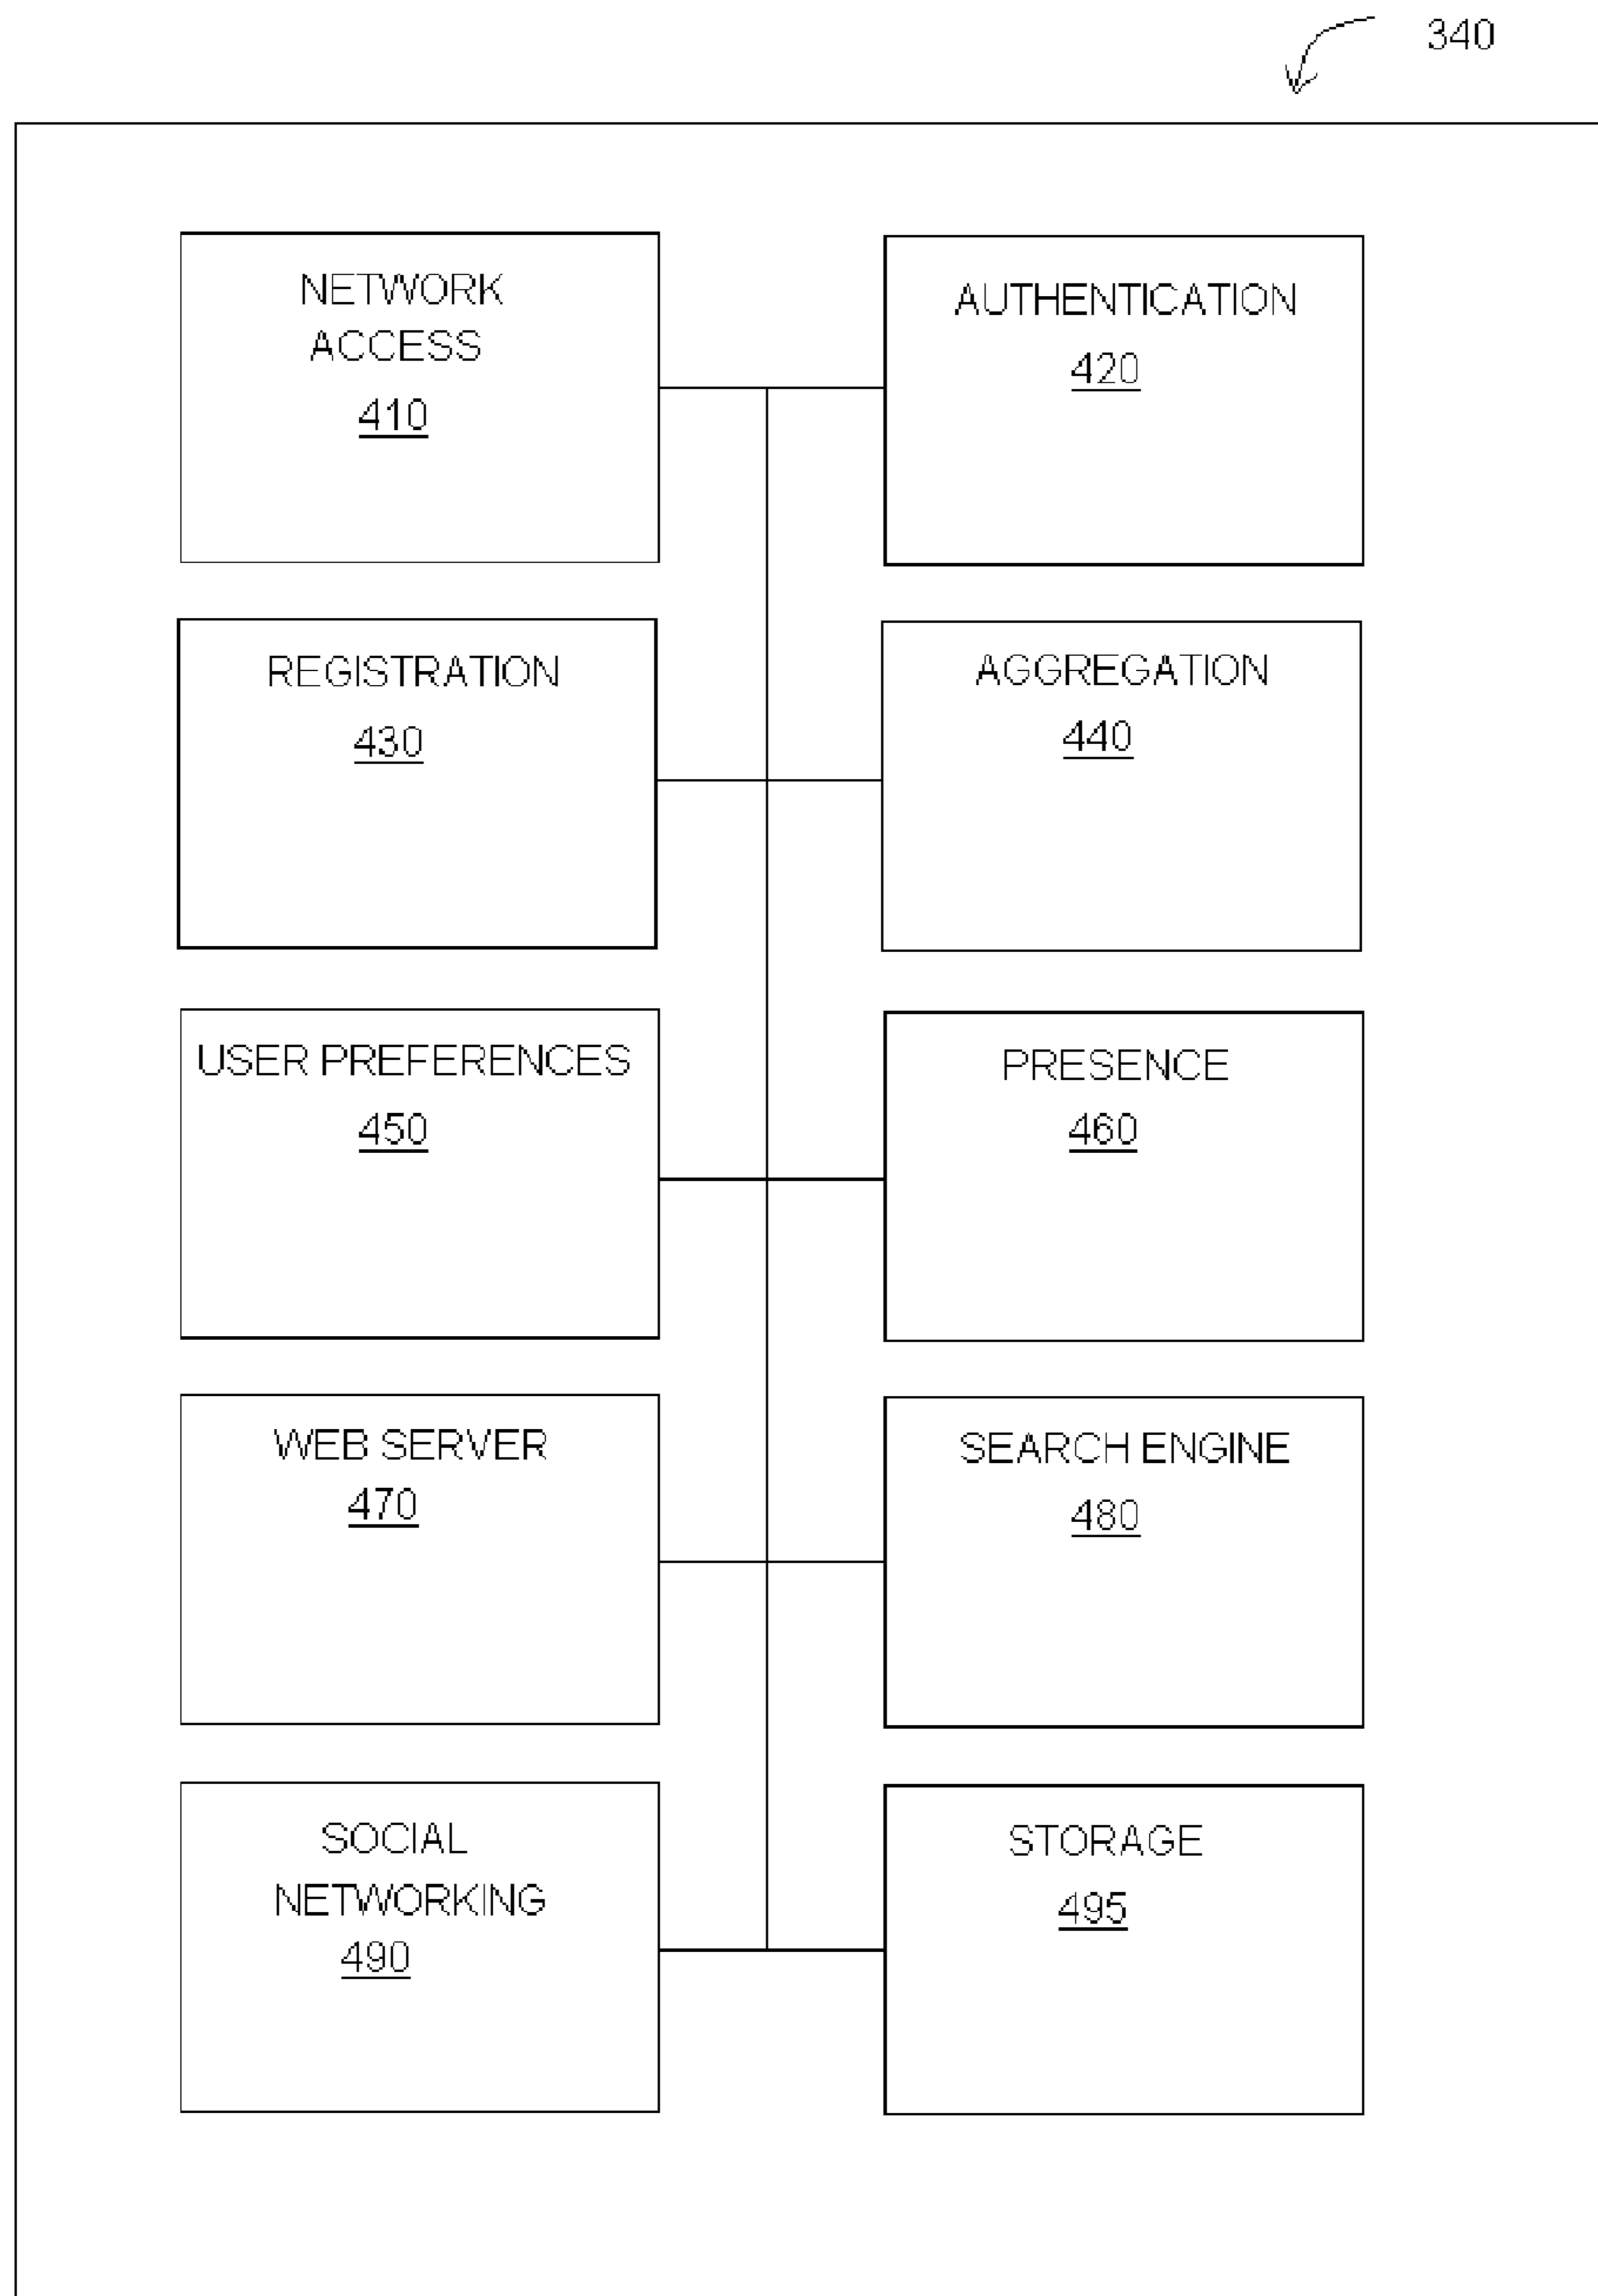 340
NETWORK
ACCESS
410
AUTHENTICATION
420
REGISTRATION
430
AGGREGATION
440
USER PREFERENCES
450
PRESENCE
460
WEB SERVER
470
SEARCH ENGINE
480
SOCIAL
NETWORKING
490
STORAGE
495